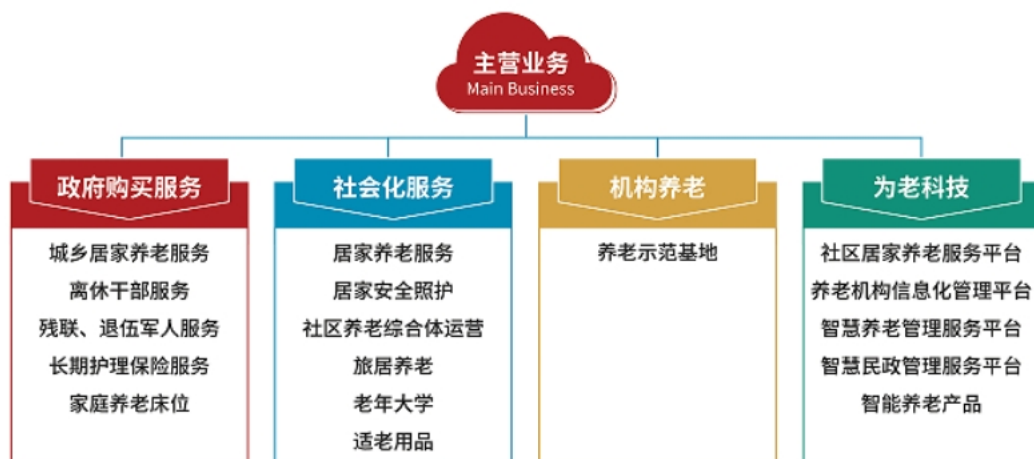 主营业务
Main Business
政府购买服务
城乡居家养老服务
离休干部服务
残联、退伍军人服务
长期护理保险服务
家庭养老床位
社会化服务
居家养老服务
居家安全照护
社区养老综合体运营
旅居养老
老年大学
适老用品
机构养老
养老示范基地
为老科技
社区居家养老服务平台
养老机构信息化管理平台
智慧养老管理服务平台
智慧民政管理服务平台
智能养老产品